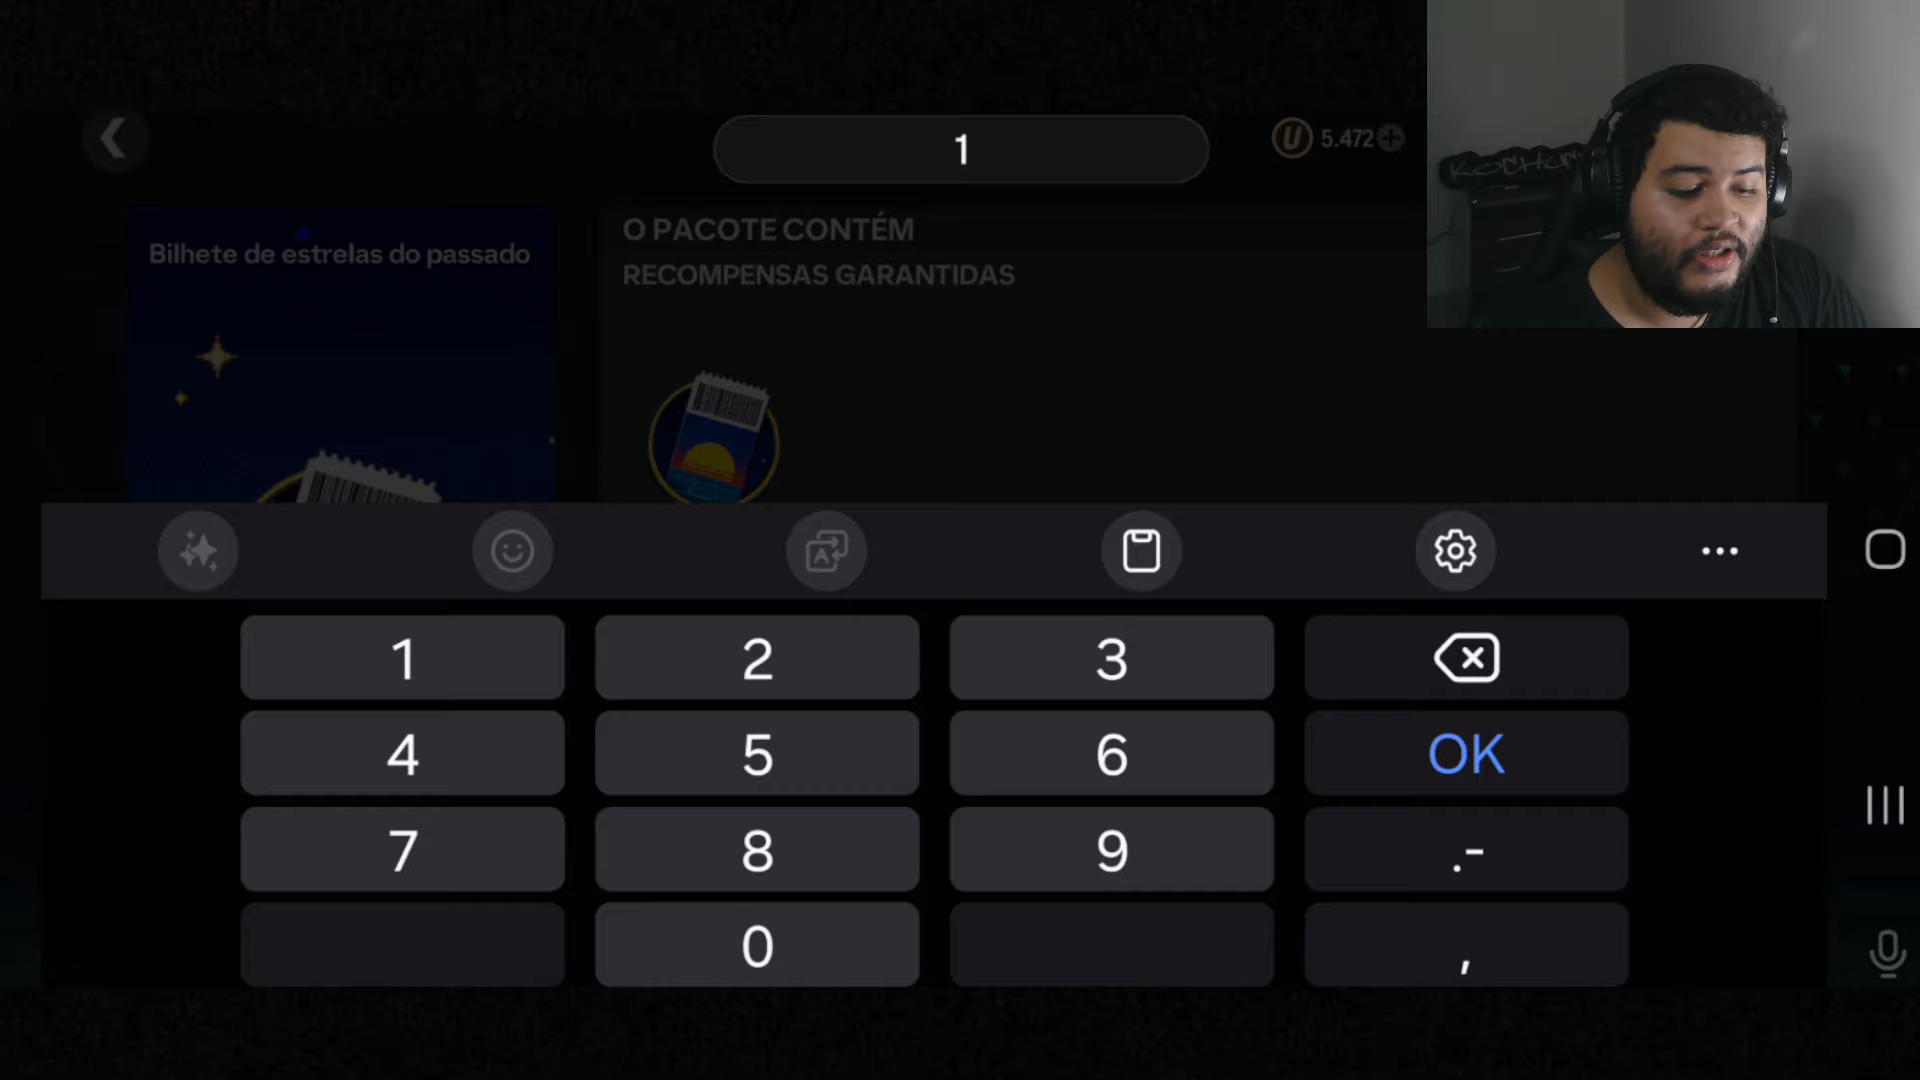 1
5.472
Bilhete de estrelas do passado
O PACOTE CONTÉM
RECOMPENSAS GARANTIDAS
1 2 3
4 5 6 OK
7 8 9 .-
0 ,